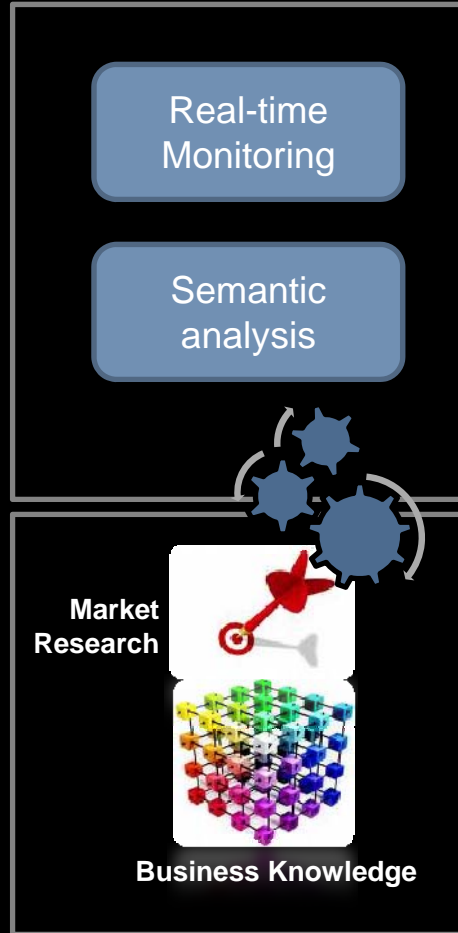 Real-time
Monitoring
Semantic
analysis
Market
Research
Business Knowledge